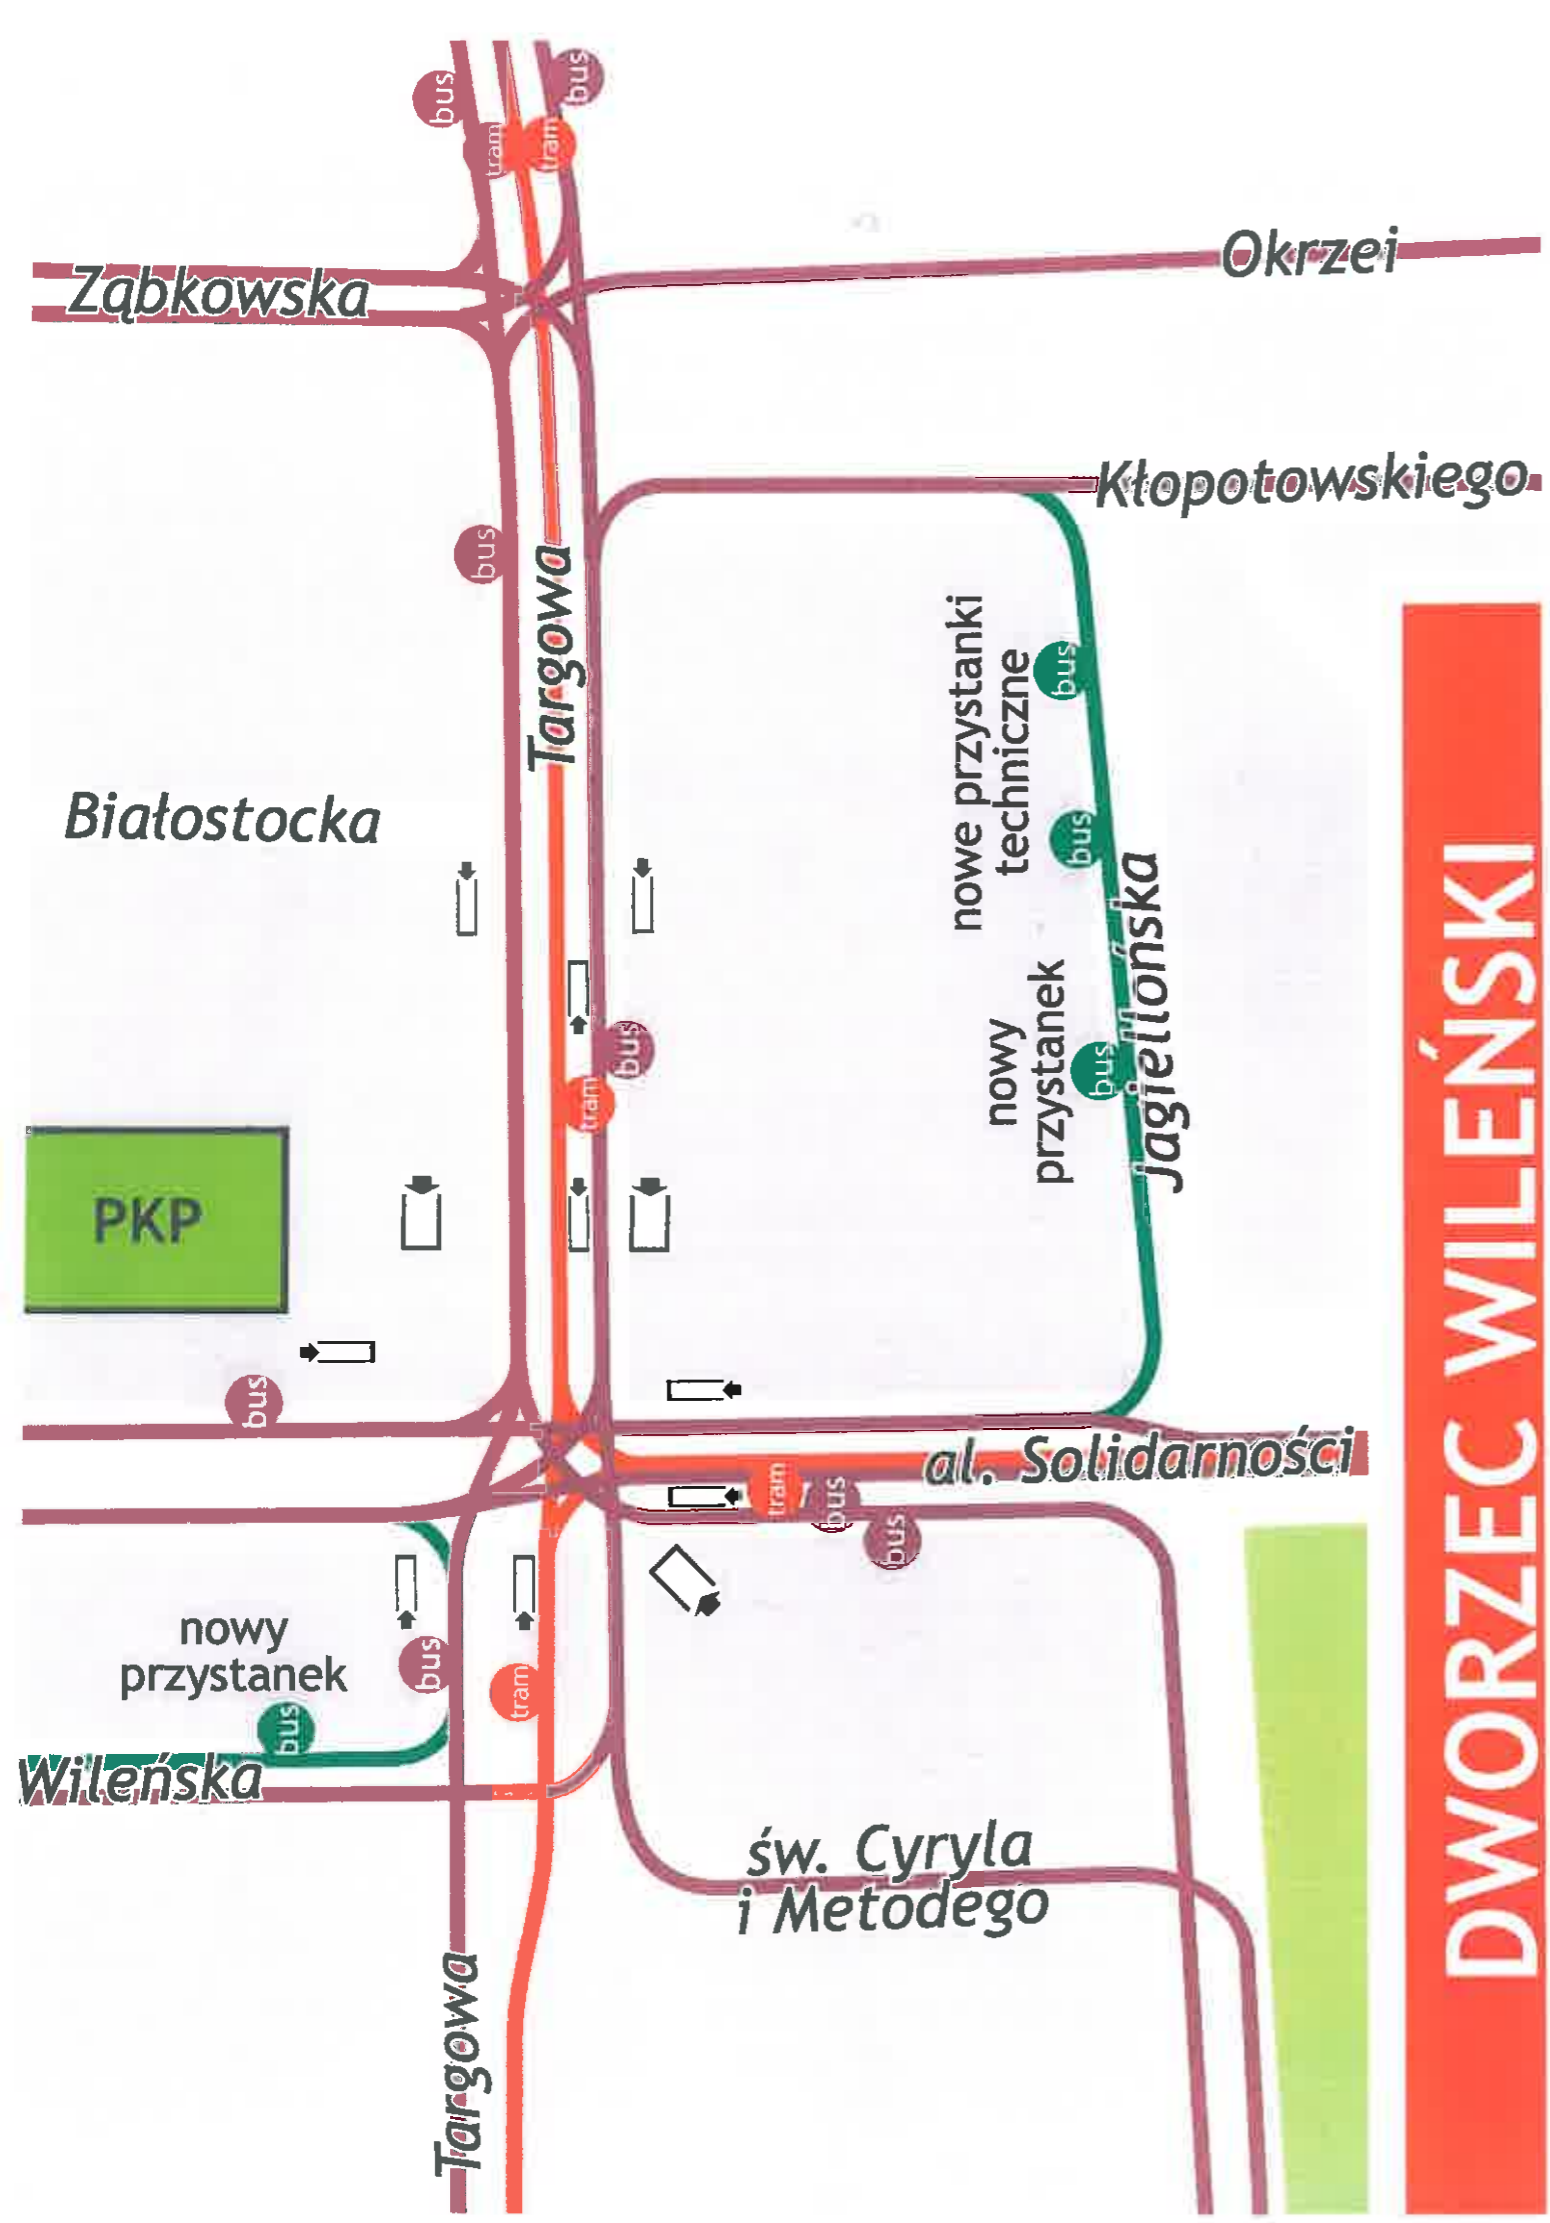 bus
bus
tram
tram
Okrzei
Ząbkowska
Kłopotowskiego
bus
Targowa
nowe przystanki
techniczne
bus
bus
Białostocka
Jagiellońska
nowy
przystanek
bus
bus
tram
PKP
DWORZEC WILEŃSKI
bus
al. Solidarności
tram
bus
bus
nowy
przystanek
bus
tram
bus
Wileńska
św. Cyryla
i Metodego
Targowa